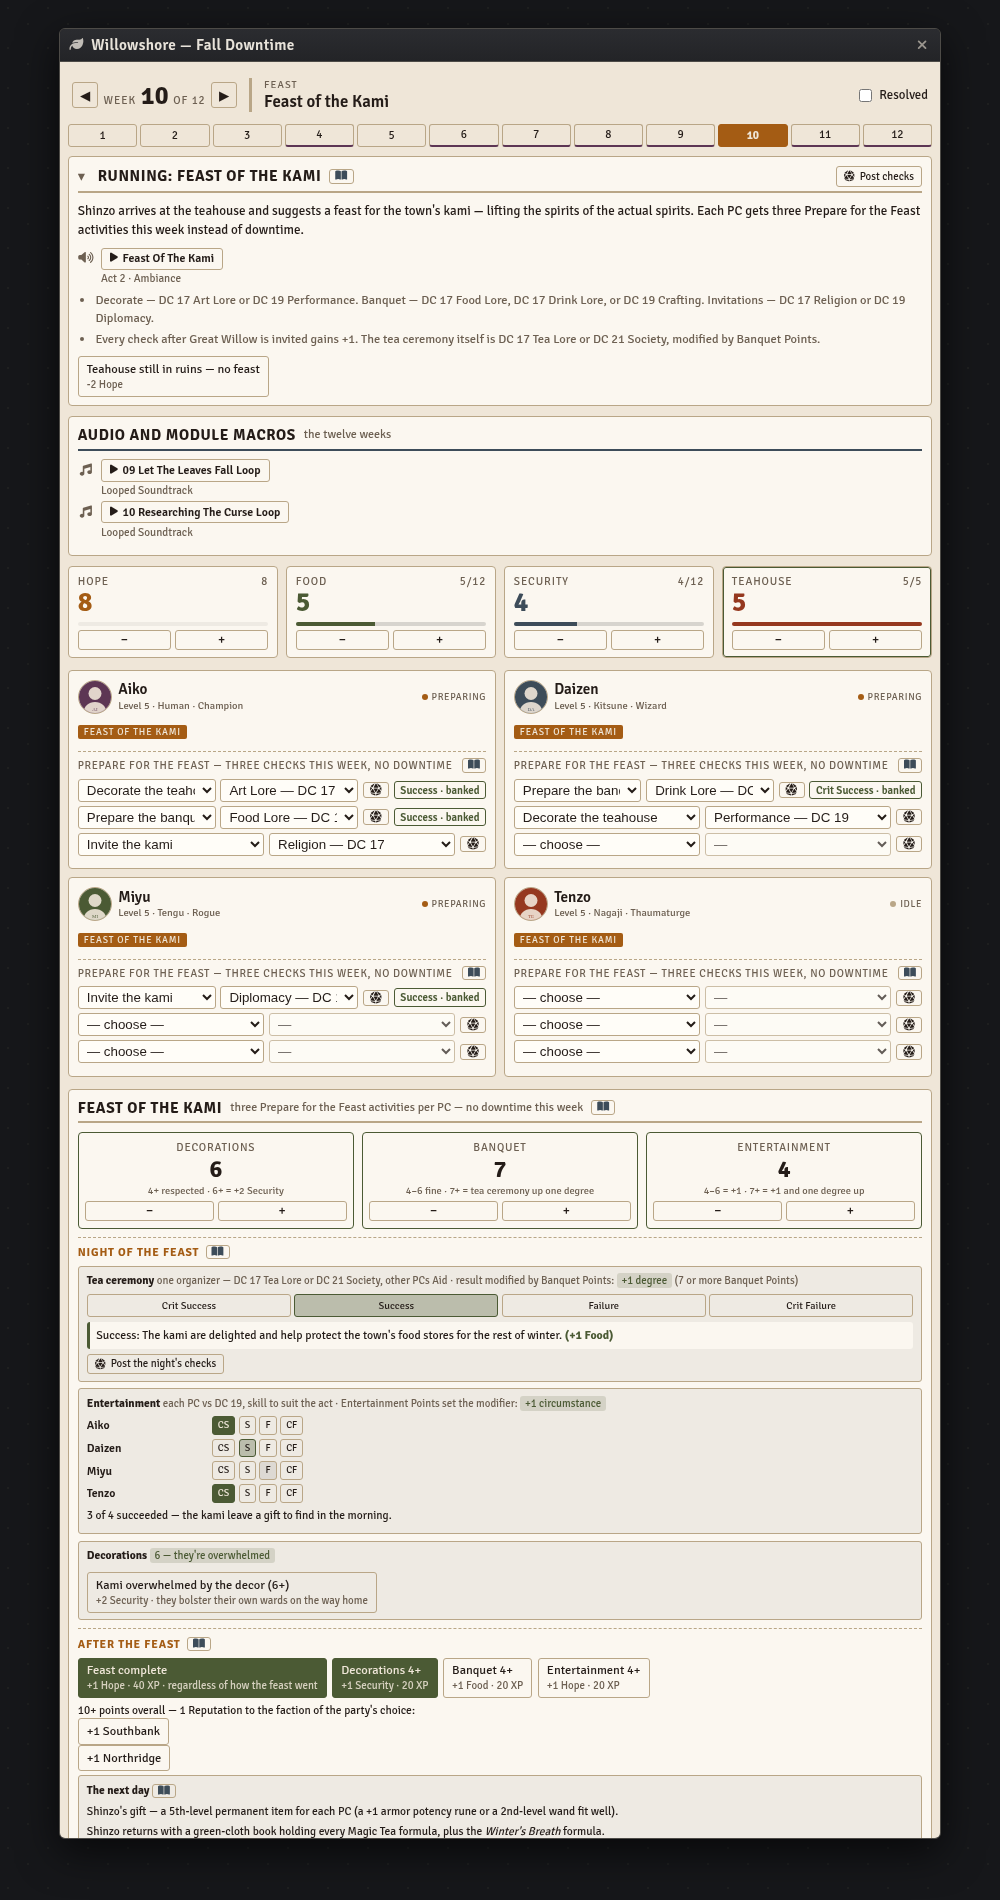 Willowshore — Fall Downtime
WEEK 10 OF 12
FEAST
Feast of the Kami
Resolved
1 2 3 4 5 6 7 8 9 10 11 12
RUNNING: FEAST OF THE KAMI
Post checks
Shinzo arrives at the teahouse and suggests a feast for the town's kami — lifting the spirits of the actual spirits. Each PC gets three Prepare for the Feast
activities this week instead of downtime.
Feast Of The Kami
Act 2 · Ambiance
• Decorate — DC 17 Art Lore or DC 19 Performance. Banquet — DC 17 Food Lore, DC 17 Drink Lore, or DC 19 Crafting. Invitations — DC 17 Religion or DC 19
Diplomacy.
• Every check after Great Willow is invited gains +1. The tea ceremony itself is DC 17 Tea Lore or DC 21 Society, modified by Banquet Points.
Teahouse still in ruins — no feast
-2 Hope
AUDIO AND MODULE MACROS the twelve weeks
09 Let The Leaves Fall Loop
Looped Soundtrack
10 Researching The Curse Loop
Looped Soundtrack
HOPE 8
8
− +
FOOD 5/12
5
− +
SECURITY 4/12
4
− +
TEAHOUSE 5/5
5
− +
Aiko
Level 5 · Human · Champion
PREPARING
FEAST OF THE KAMI
PREPARE FOR THE FEAST — THREE CHECKS THIS WEEK, NO DOWNTIME
Decorate the teaho Art Lore — DC 17 Success · banked
Prepare the banqu Food Lore — DC 1 Success · banked
Invite the kami Religion — DC 17
Daizen
Level 5 · Kitsune · Wizard
PREPARING
FEAST OF THE KAMI
PREPARE FOR THE FEAST — THREE CHECKS THIS WEEK, NO DOWNTIME
Prepare the ban Drink Lore — DC Crit Success · banked
Decorate the teahouse Performance — DC 19
— choose — —
Miyu
Level 5 · Tengu · Rogue
PREPARING
FEAST OF THE KAMI
PREPARE FOR THE FEAST — THREE CHECKS THIS WEEK, NO DOWNTIME
Invite the kami Diplomacy — DC Success · banked
— choose — —
— choose — —
Tenzo
Level 5 · Nagaji · Thaumaturge
IDLE
FEAST OF THE KAMI
PREPARE FOR THE FEAST — THREE CHECKS THIS WEEK, NO DOWNTIME
— choose — —
— choose — —
— choose — —
FEAST OF THE KAMI three Prepare for the Feast activities per PC — no downtime this week
DECORATIONS
6
4+ respected · 6+ = +2 Security
− +
BANQUET
7
4–6 fine · 7+ = tea ceremony up one degree
− +
ENTERTAINMENT
4
4–6 = +1 · 7+ = +1 and one degree up
− +
NIGHT OF THE FEAST
Tea ceremony one organizer — DC 17 Tea Lore or DC 21 Society, other PCs Aid · result modified by Banquet Points: +1 degree (7 or more Banquet Points)
Crit Success Success Failure Crit Failure
Success: The kami are delighted and help protect the town's food stores for the rest of winter. (+1 Food)
Post the night's checks
Entertainment each PC vs DC 19, skill to suit the act · Entertainment Points set the modifier: +1 circumstance
Aiko CS S F CF
Daizen CS S F CF
Miyu CS S F CF
Tenzo CS S F CF
3 of 4 succeeded — the kami leave a gift to find in the morning.
Decorations 6 — they're overwhelmed
Kami overwhelmed by the decor (6+)
+2 Security · they bolster their own wards on the way home
AFTER THE FEAST
Feast complete
+1 Hope · 40 XP · regardless of how the feast went
Decorations 4+
+1 Security · 20 XP
Banquet 4+
+1 Food · 20 XP
Entertainment 4+
+1 Hope · 20 XP
10+ points overall — 1 Reputation to the faction of the party's choice:
+1 Southbank
+1 Northridge
The next day
Shinzo's gift — a 5th-level permanent item for each PC (a +1 armor potency rune or a 2nd-level wand fit well).
Shinzo returns with a green-cloth book holding every Magic Tea formula, plus the Winter's Breath formula.